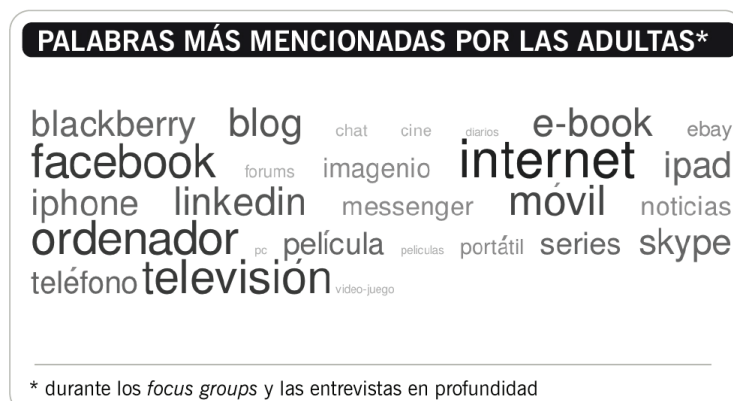 PALABRAS MÁS MENCIONADAS POR LAS ADULTAS*
blackberry blog chat cine diarios e-book ebay
facebook forums imagenio internet ipad
iphone linkedin messenger móvil noticias
ordenador pc película peliculas portátil series skype
teléfono televisión video-juego
* durante los focus groups y las entrevistas en profundidad